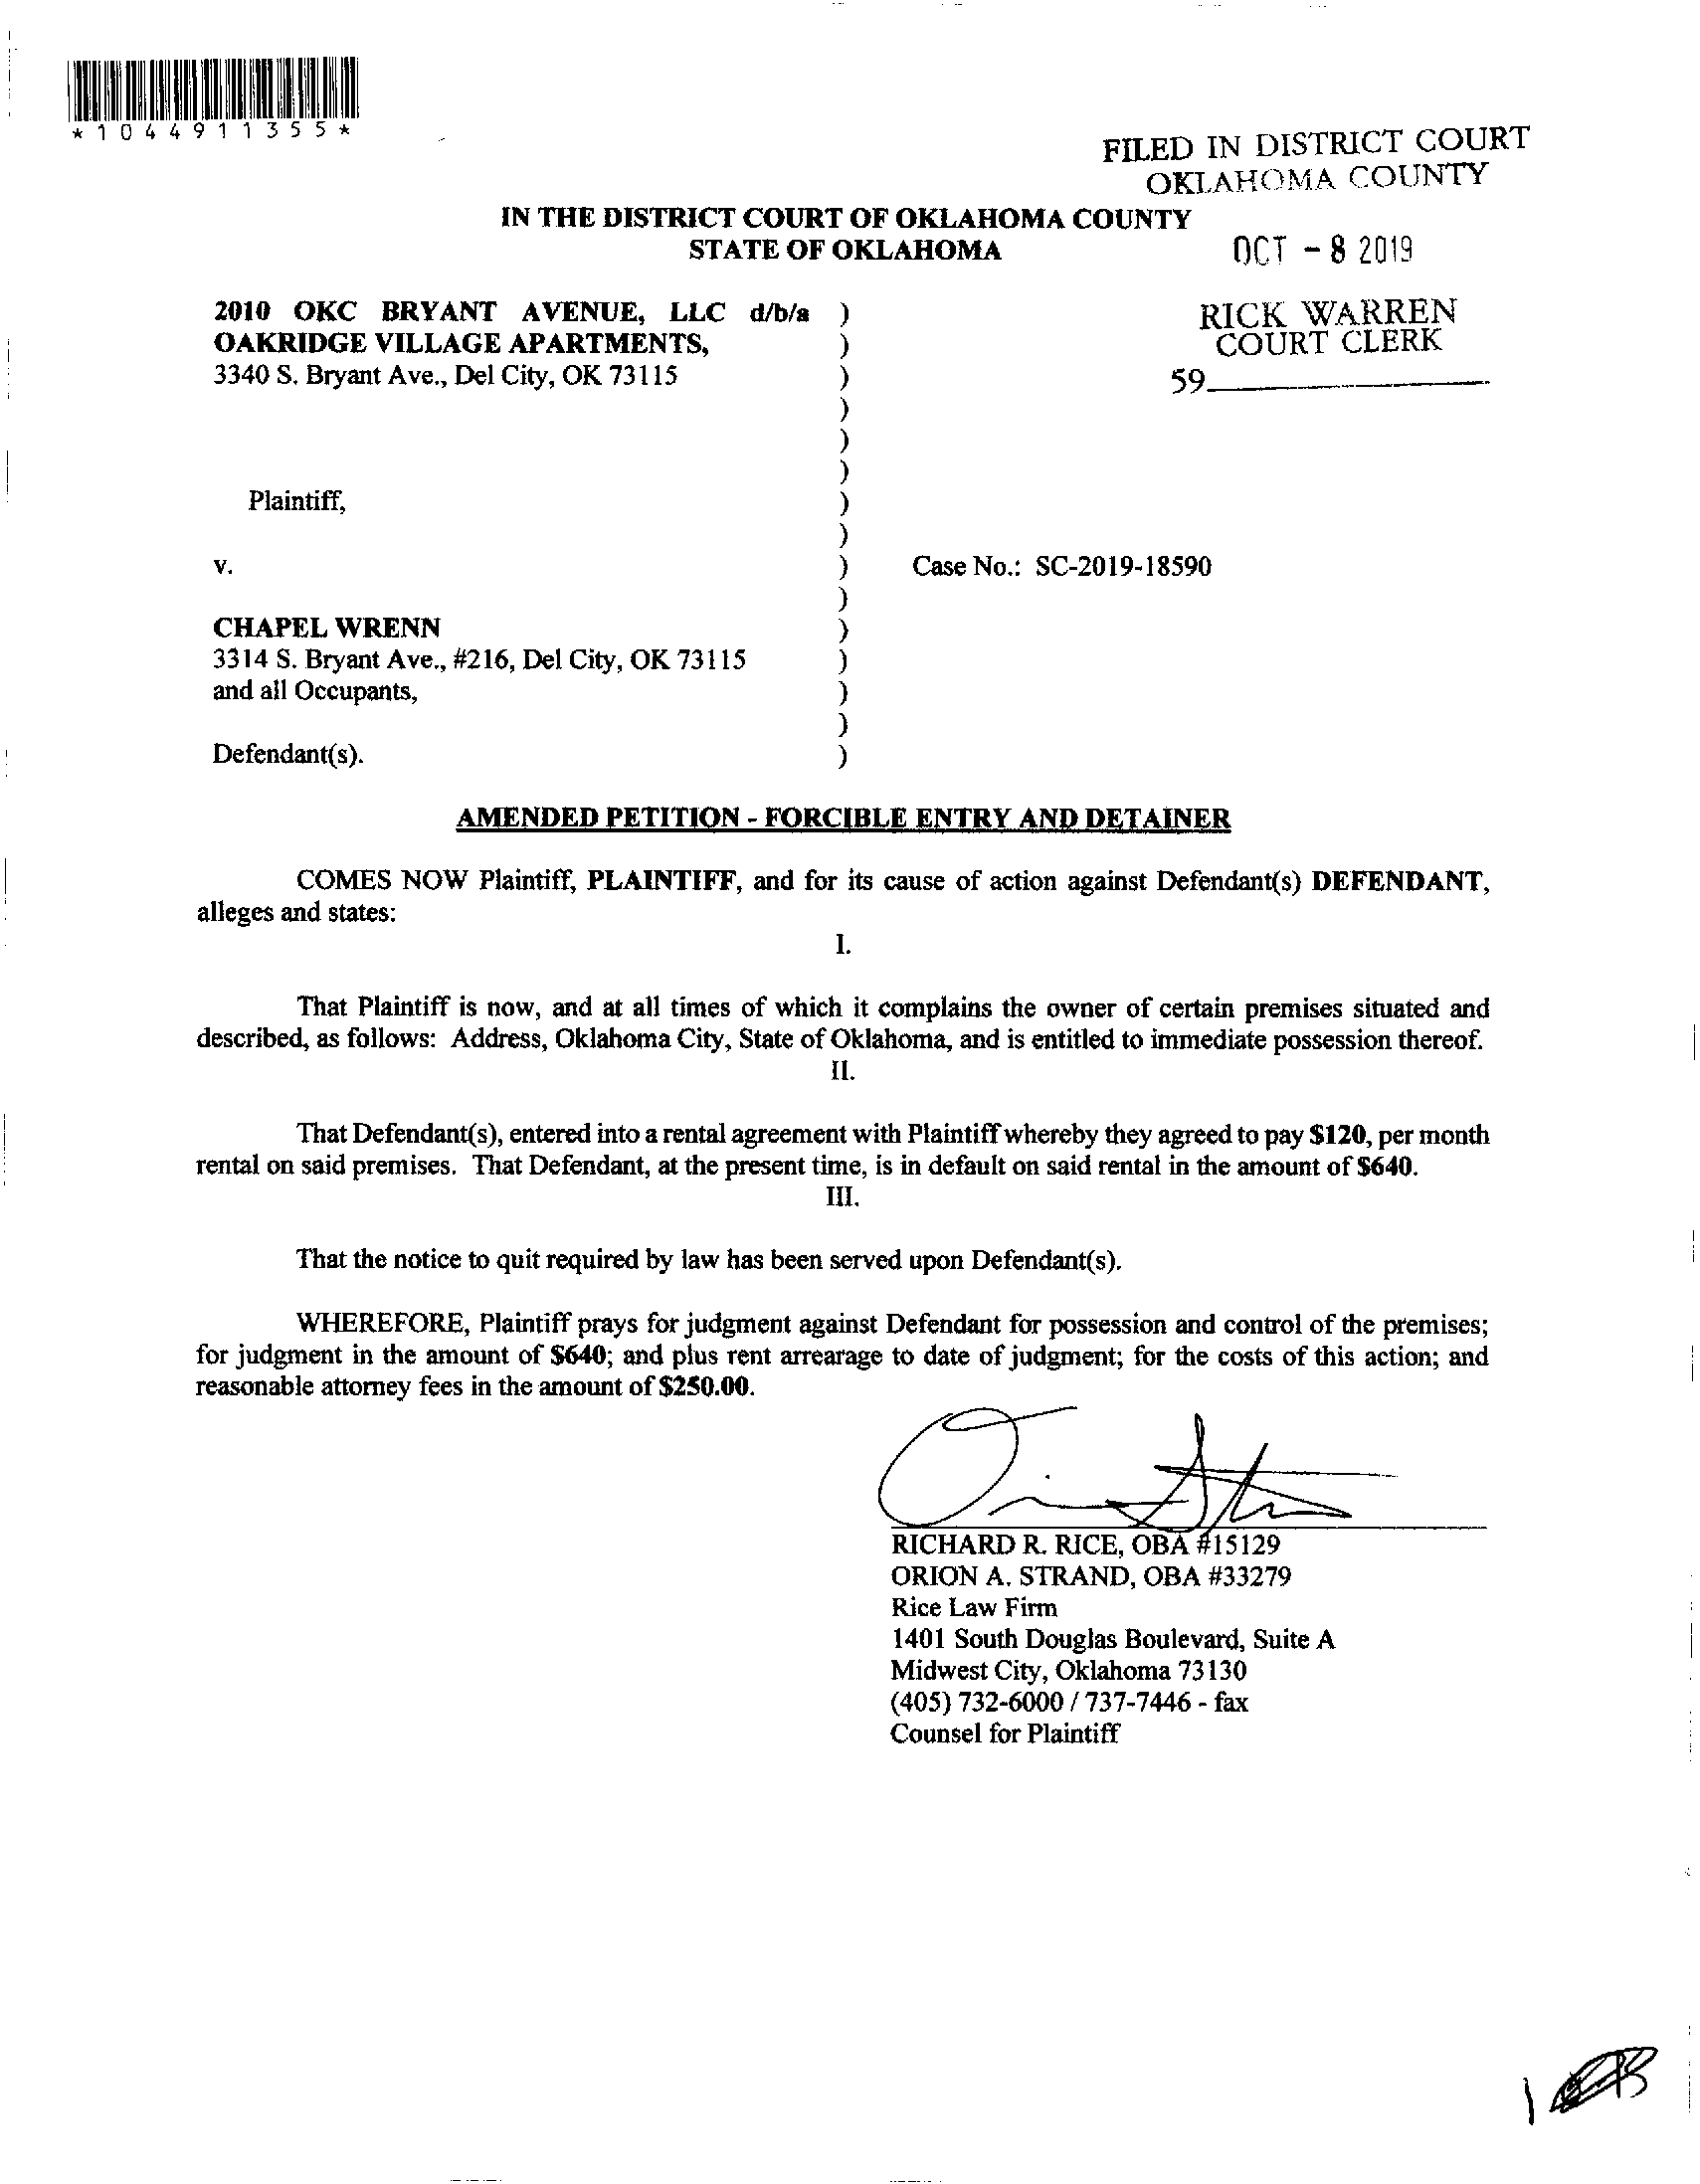 *1044911355*
FILED IN DISTRICT COURT
OKLAHOMA COUNTY
IN THE DISTRICT COURT OF OKLAHOMA COUNTY
STATE OF OKLAHOMA
OCT - 8 2019
2010 OKC BRYANT AVENUE, LLC d/b/a )
OAKRIDGE VILLAGE APARTMENTS, )
3340 S. Bryant Ave., Del City, OK 73115 )
)
)
)
RICK WARREN
COURT CLERK
59
Plaintiff, )
)
v. ) Case No.: SC-2019-18590
)
CHAPEL WRENN )
3314 S. Bryant Ave., #216, Del City, OK 73115 )
and all Occupants, )
)
Defendant(s). )
AMENDED PETITION - FORCIBLE ENTRY AND DETAINER
COMES NOW Plaintiff, PLAINTIFF, and for its cause of action against Defendant(s) DEFENDANT,
alleges and states:
I.
That Plaintiff is now, and at all times of which it complains the owner of certain premises situated and
described, as follows: Address, Oklahoma City, State of Oklahoma, and is entitled to immediate possession thereof.
II.
That Defendant(s), entered into a rental agreement with Plaintiff whereby they agreed to pay $120, per month
rental on said premises. That Defendant, at the present time, is in default on said rental in the amount of $640.
III.
That the notice to quit required by law has been served upon Defendant(s).
WHEREFORE, Plaintiff prays for judgment against Defendant for possession and control of the premises;
for judgment in the amount of $640; and plus rent arrearage to date of judgment; for the costs of this action; and
reasonable attorney fees in the amount of $250.00.
RICHARD R. RICE, OBA #15129
ORION A. STRAND, OBA #33279
Rice Law Firm
1401 South Douglas Boulevard, Suite A
Midwest City, Oklahoma 73130
(405) 732-6000 / 737-7446 - fax
Counsel for Plaintiff